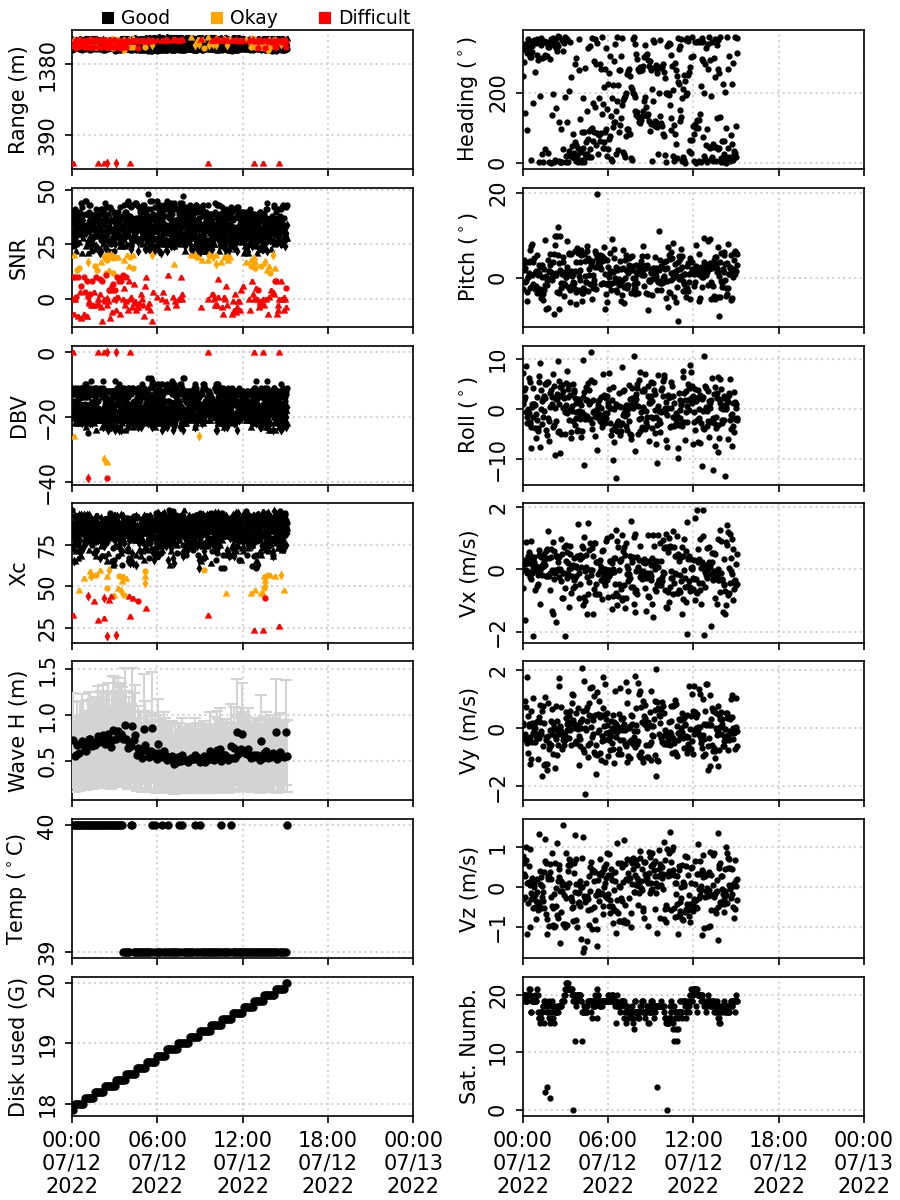 Good Okay Difficult
Range (m)
1380
390
Heading (°)
200
0
SNR
50
25
0
Pitch (°)
20
0
DBV
0
−20
−40
Roll (°)
10
0
−10
Xc
75
50
25
Vx (m/s)
2
0
−2
Wave H (m)
1.5
1.0
0.5
Vy (m/s)
2
0
−2
Temp (°C)
40
39
Vz (m/s)
1
0
−1
Disk used (G)
20
19
18
Sat. Numb.
20
10
0
00:00 06:00 12:00 18:00 00:00
07/12 07/12 07/12 07/12 07/13
2022 2022 2022 2022 2022
00:00 06:00 12:00 18:00 00:00
07/12 07/12 07/12 07/12 07/13
2022 2022 2022 2022 2022